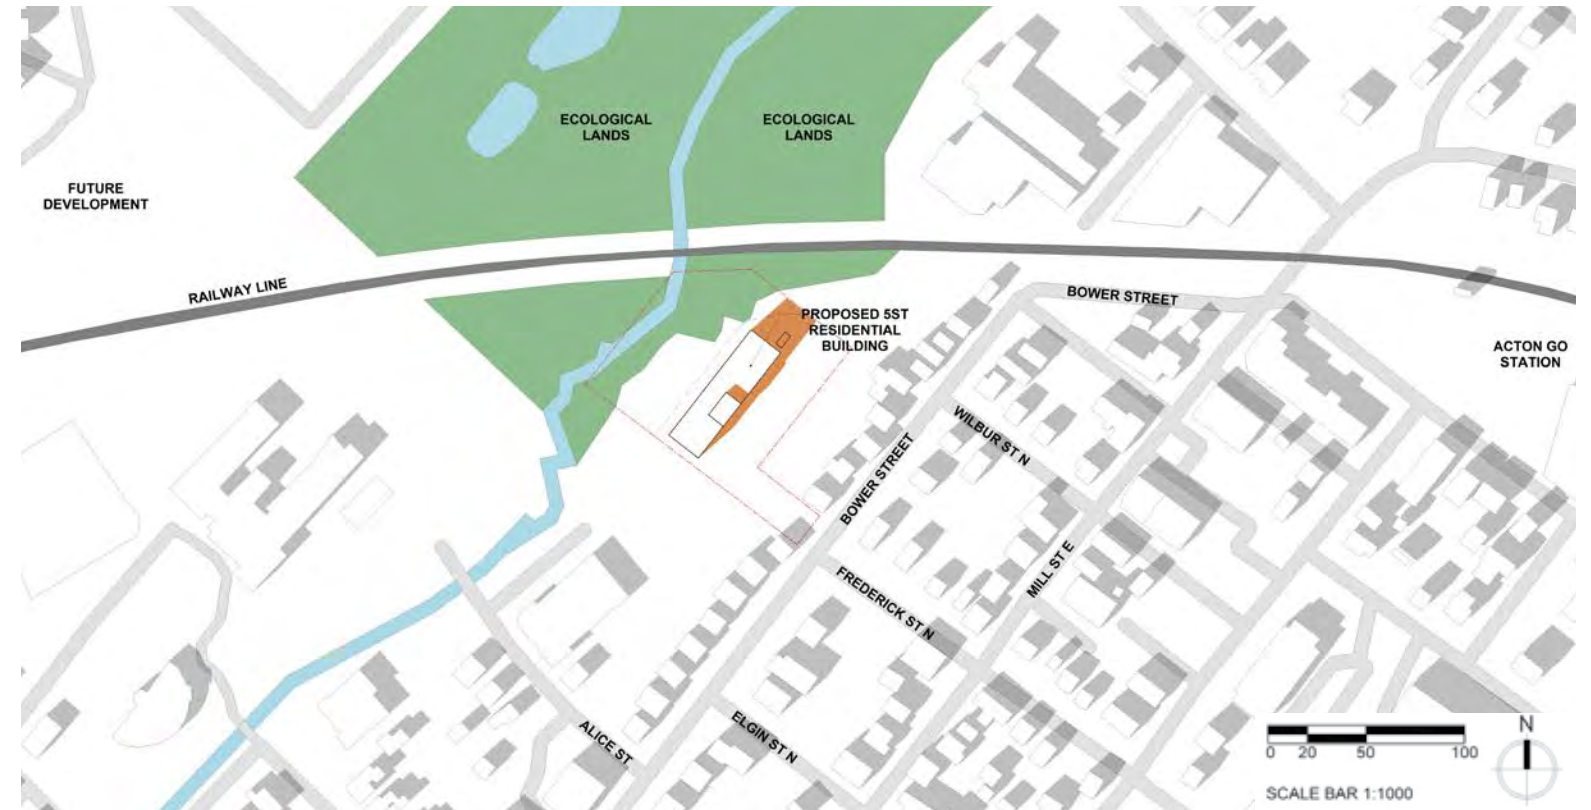 ECOLOGICAL
LANDS
ECOLOGICAL
LANDS
FUTURE
DEVELOPMENT
RAILWAY LINE
BOWER STREET
PROPOSED 5ST
RESIDENTIAL
BUILDING
ACTON GO
STATION
WILBUR ST N
BOWER STREET
MILL ST E
FREDERICK ST N
ELGIN ST N
ALICE ST
N
0 20 50 100
SCALE BAR 1:1000